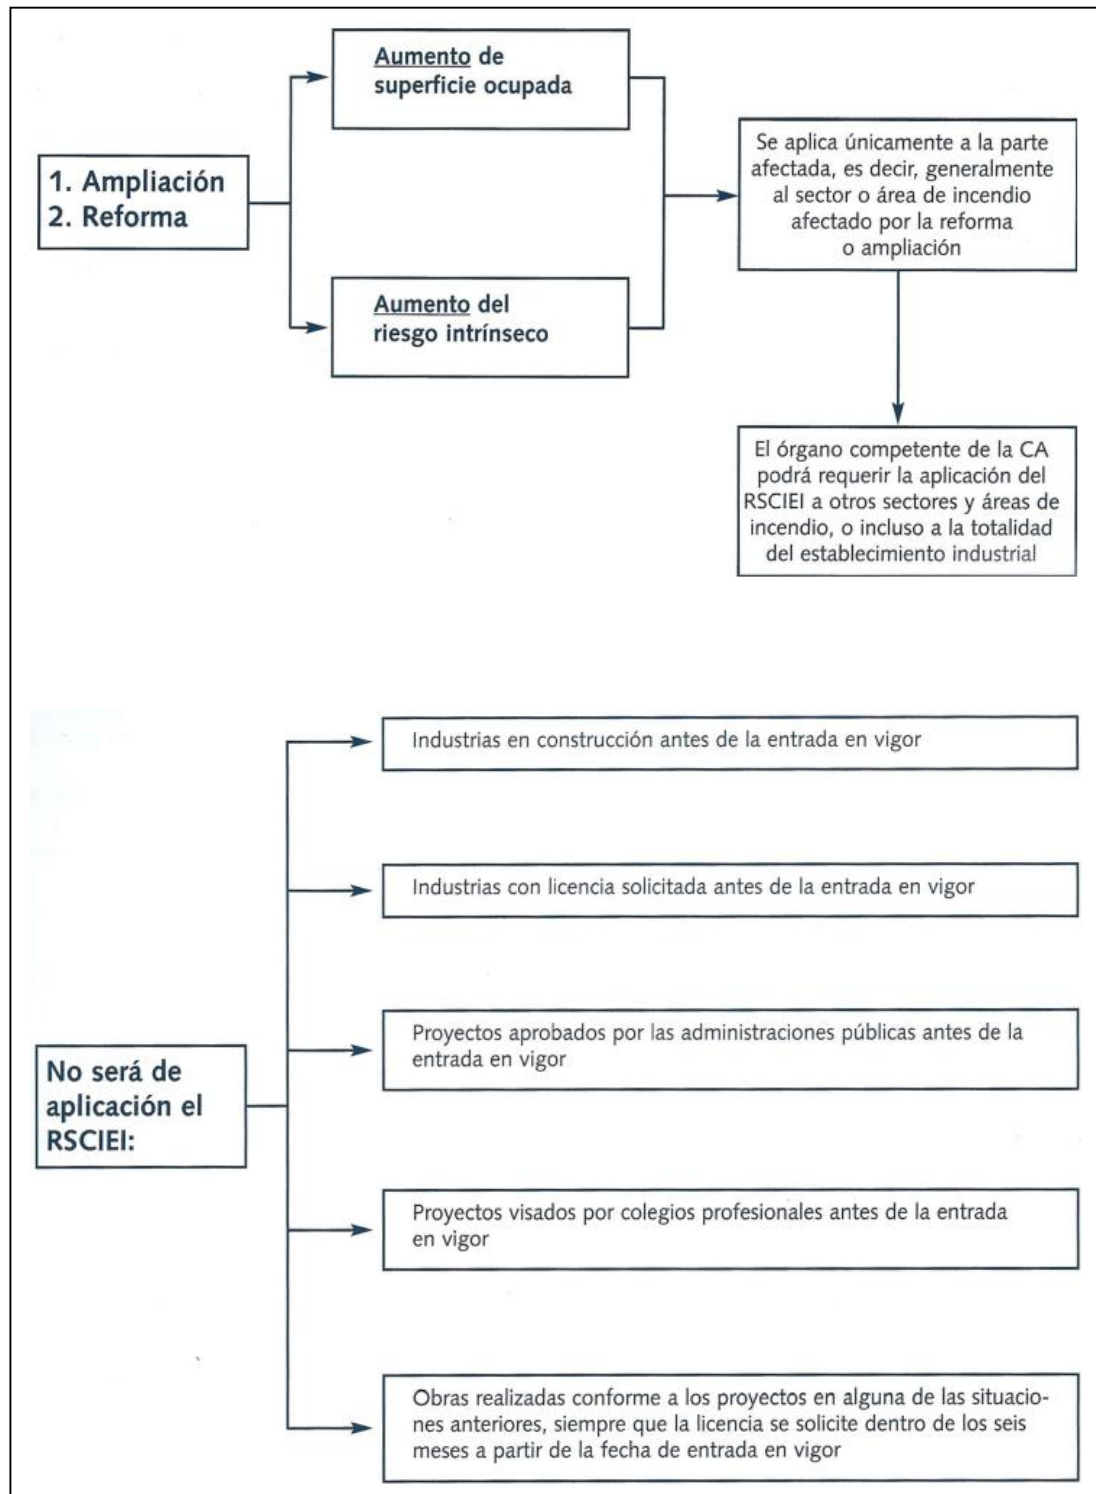 Aumento de
superficie ocupada
1. Ampliación
2. Reforma
Aumento del
riesgo intrínseco
Se aplica únicamente a la parte
afectada, es decir, generalmente
al sector o área de incendio
afectado por la reforma
o ampliación
El órgano competente de la CA
podrá requerir la aplicación del
RSCIEI a otros sectores y áreas de
incendio, o incluso a la totalidad
del establecimiento industrial
No será de
aplicación el
RSCIEI:
Industrias en construcción antes de la entrada en vigor
Industrias con licencia solicitada antes de la entrada en vigor
Proyectos aprobados por las administraciones públicas antes de la
entrada en vigor
Proyectos visados por colegios profesionales antes de la entrada
en vigor
Obras realizadas conforme a los proyectos en alguna de las situacio-
nes anteriores, siempre que la licencia se solicite dentro de los seis
meses a partir de la fecha de entrada en vigor